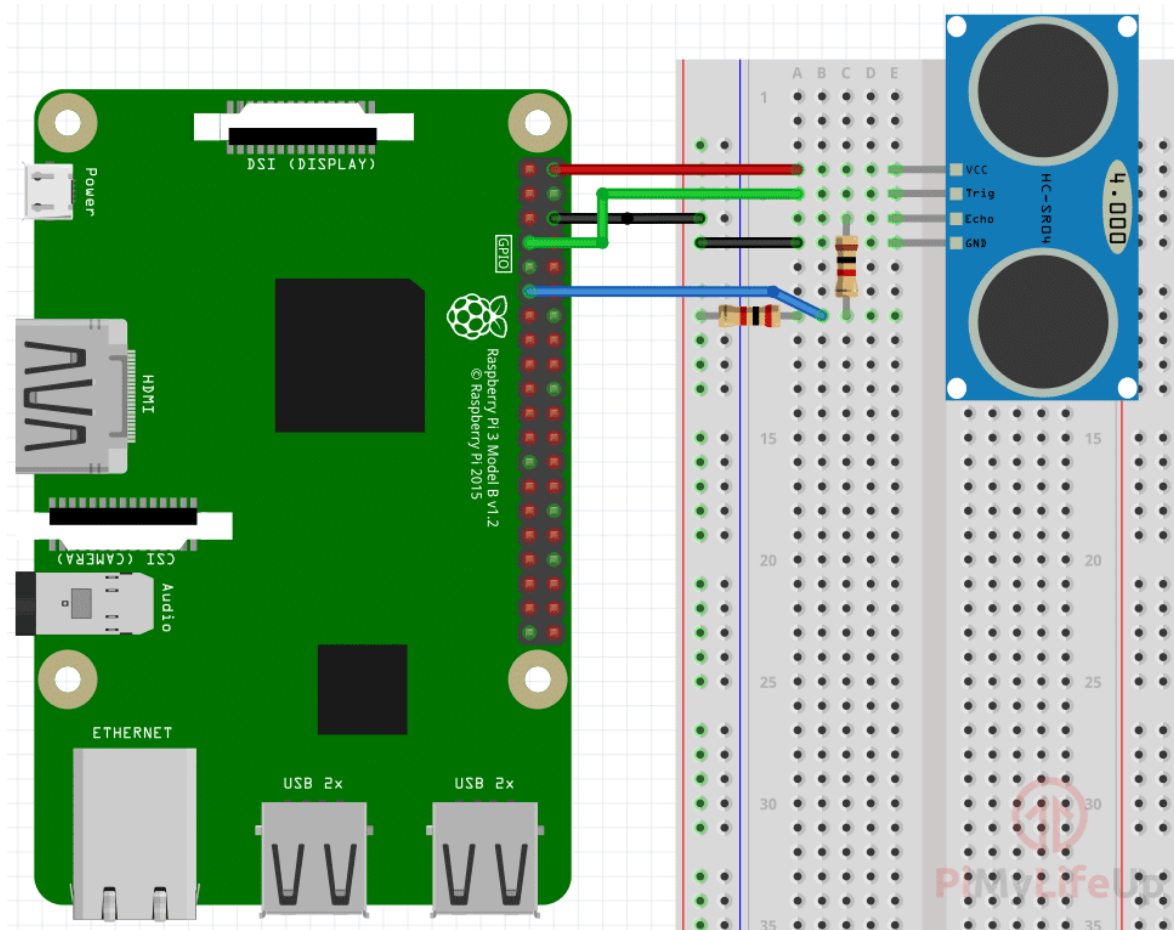 DSI (DISPLAY)
Power
GPIO
HDMI
Raspberry Pi 3 Model B v1.2
© Raspberry Pi 2015
CSI (CAMERA)
Audio
ETHERNET
USB 2x
USB 2x
A B C D E
1
15
15
20
20
25
25
30
30
35
35
VCC
Trig
Echo
GND
HC-SR04
4.000
PiMyLifeUp